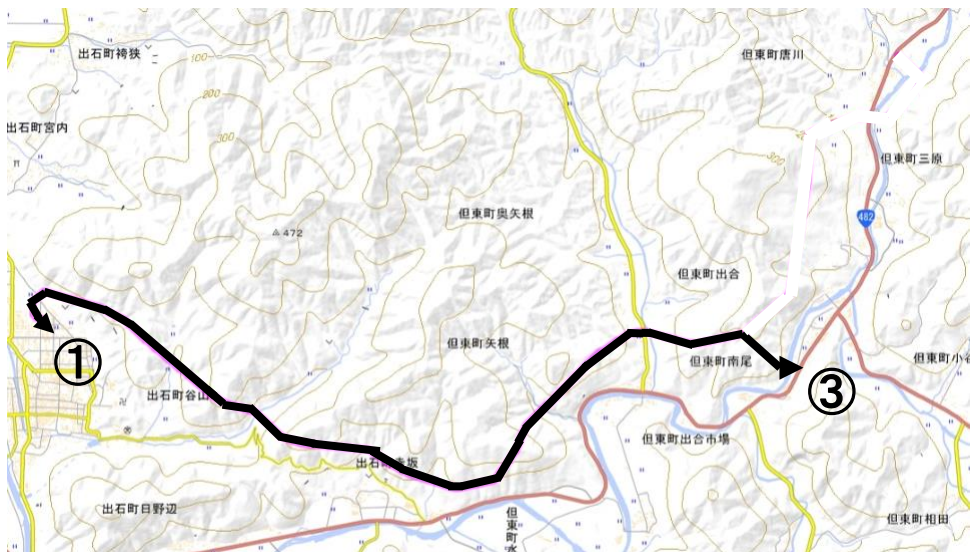 出石町袴狭
100
但東町唐川
200
出石町宮内
300
300
但東町三原
但東町奥矢根
482
472
但東町出合
但東町矢根
①
但東町南尾
但東町小谷
③
出石町谷山
但東町出合市場
出石町寺坂
出石町日野辺
但東町
但東町相田